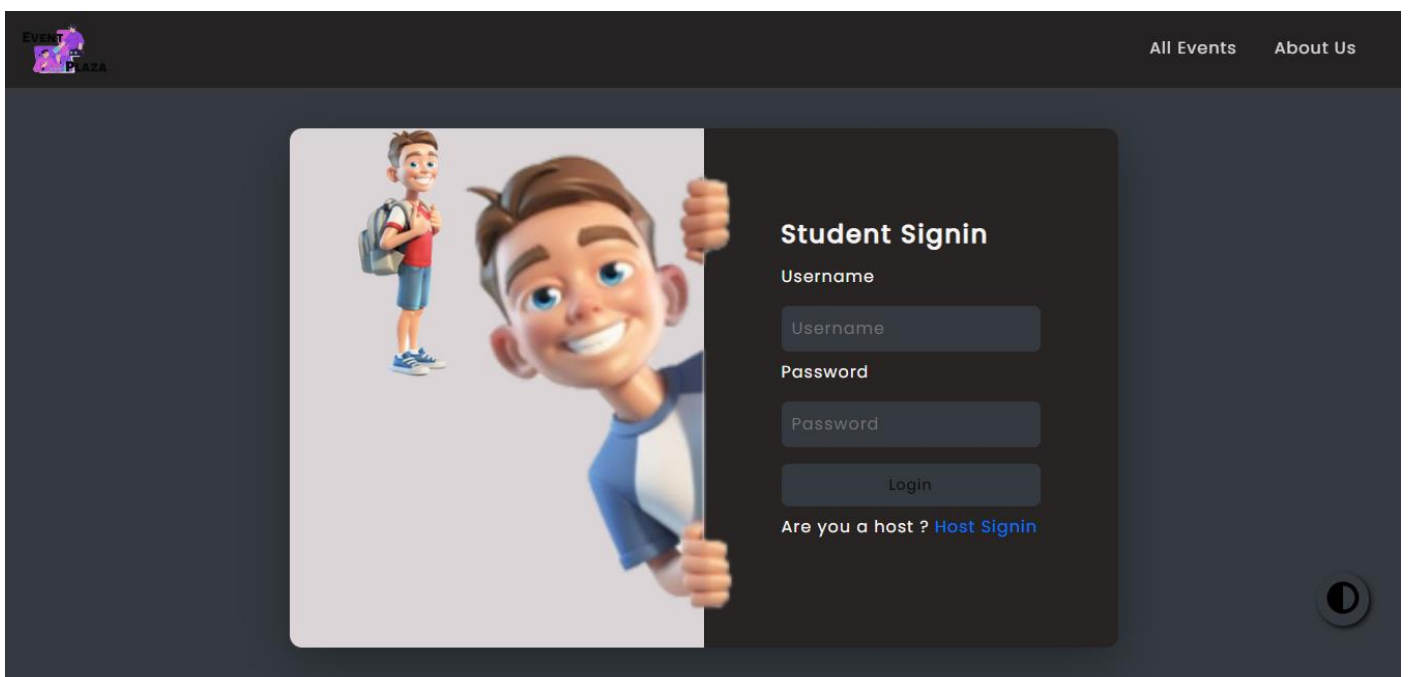 EVENT
PLAZA
All Events
About Us
Student Signin
Username
Username
Password
Password
Login
Are you a host ? Host Signin